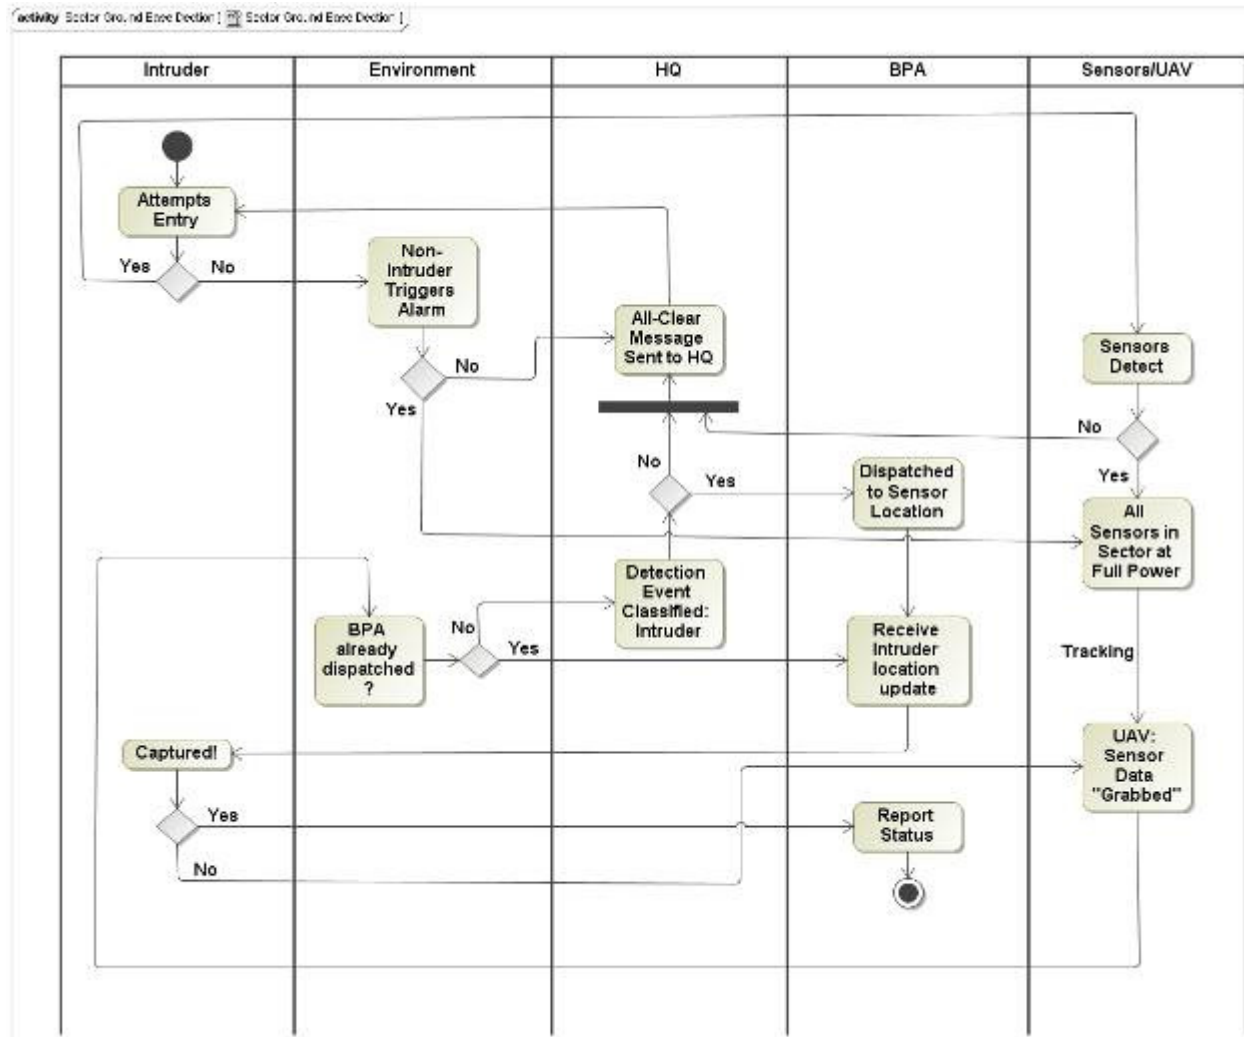 activity
Intruder
Environment
HQ
BPA
Sensors/UAV
Attempts
Entry
Yes
No
Non-
Intruder
Triggers
Alarm
No
Yes
All-Clear
Message
Sent to HQ
Sensors
Detect
No
Yes
No
Yes
Dispatched
to Sensor
Location
All
Sensors in
Sector at
Full Power
Detection
Event
Classified:
Intruder
BPA
already
dispatched
?
No
Yes
Receive
Intruder
location
update
Tracking
Captured!
UAV:
Sensor
Data
"Grabbed"
Yes
No
Report
Status